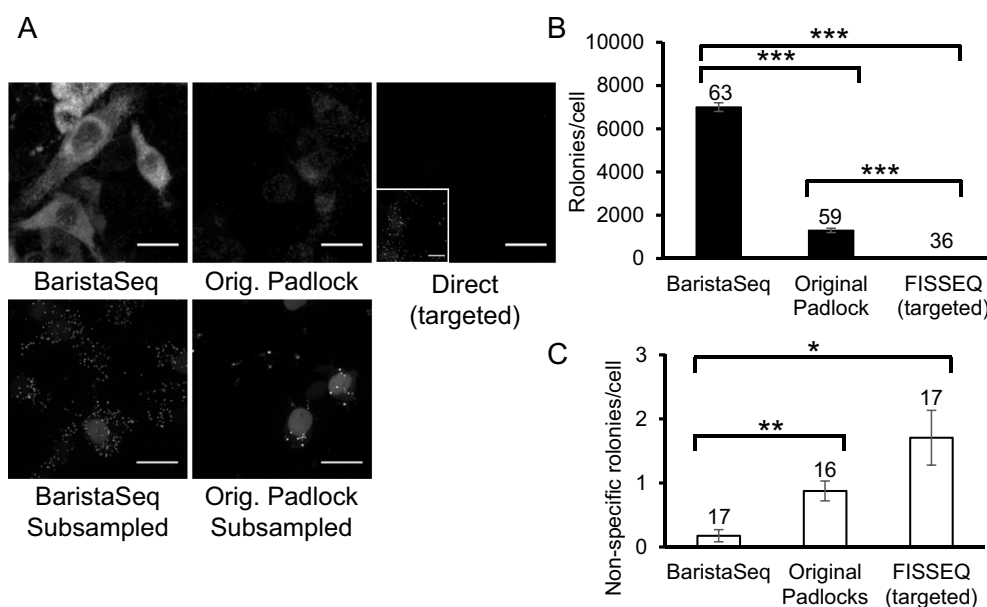 A
BaristaSeq
Orig. Padlock
Direct
(targeted)
BaristaSeq
Subsampled
Orig. Padlock
Subsampled
B
Rolonies/cell
10000
8000
6000
4000
2000
0
***
***
***
63
59
36
BaristaSeq
Original
Padlock
FISSEQ
(targeted)
C
Non-specific rolonies/cell
3
2
1
0
*
**
17
16
17
BaristaSeq
Original
Padlocks
FISSEQ
(targeted)